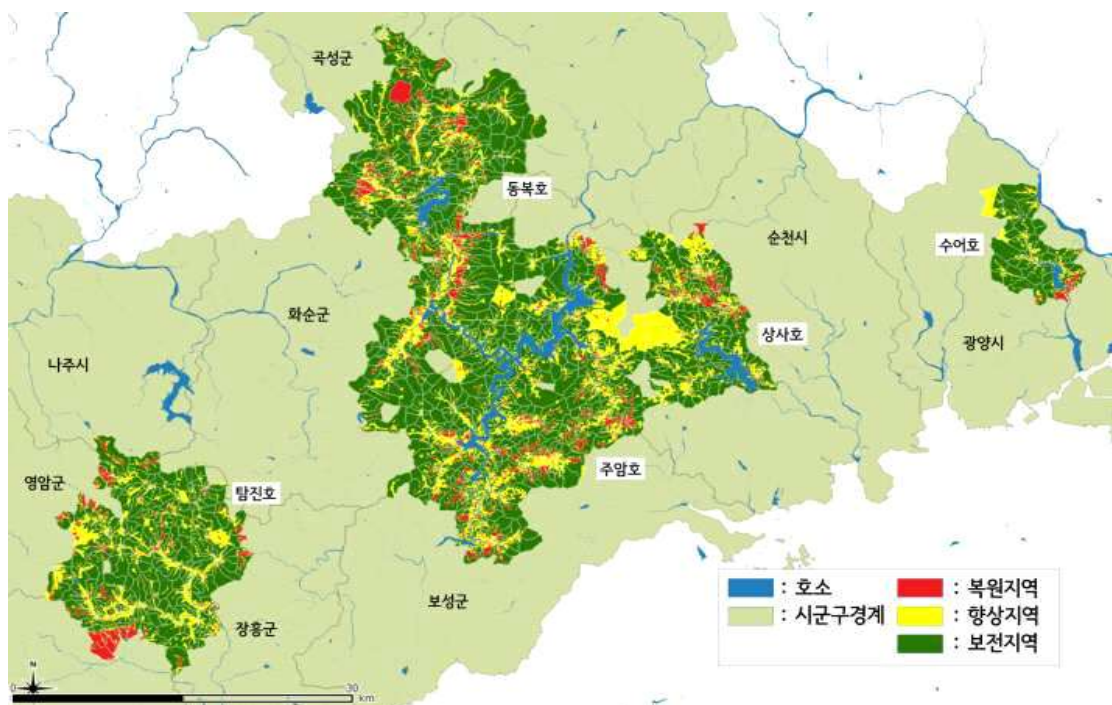 곡성군
동복호
순천시
수어호
화순군
상사호
광양시
나주시
주암호
영암군
탐진호
보성군
장흥군
: 호소
: 복원지역
: 시군구경계
: 향상지역
: 보전지역
N
0
30
km